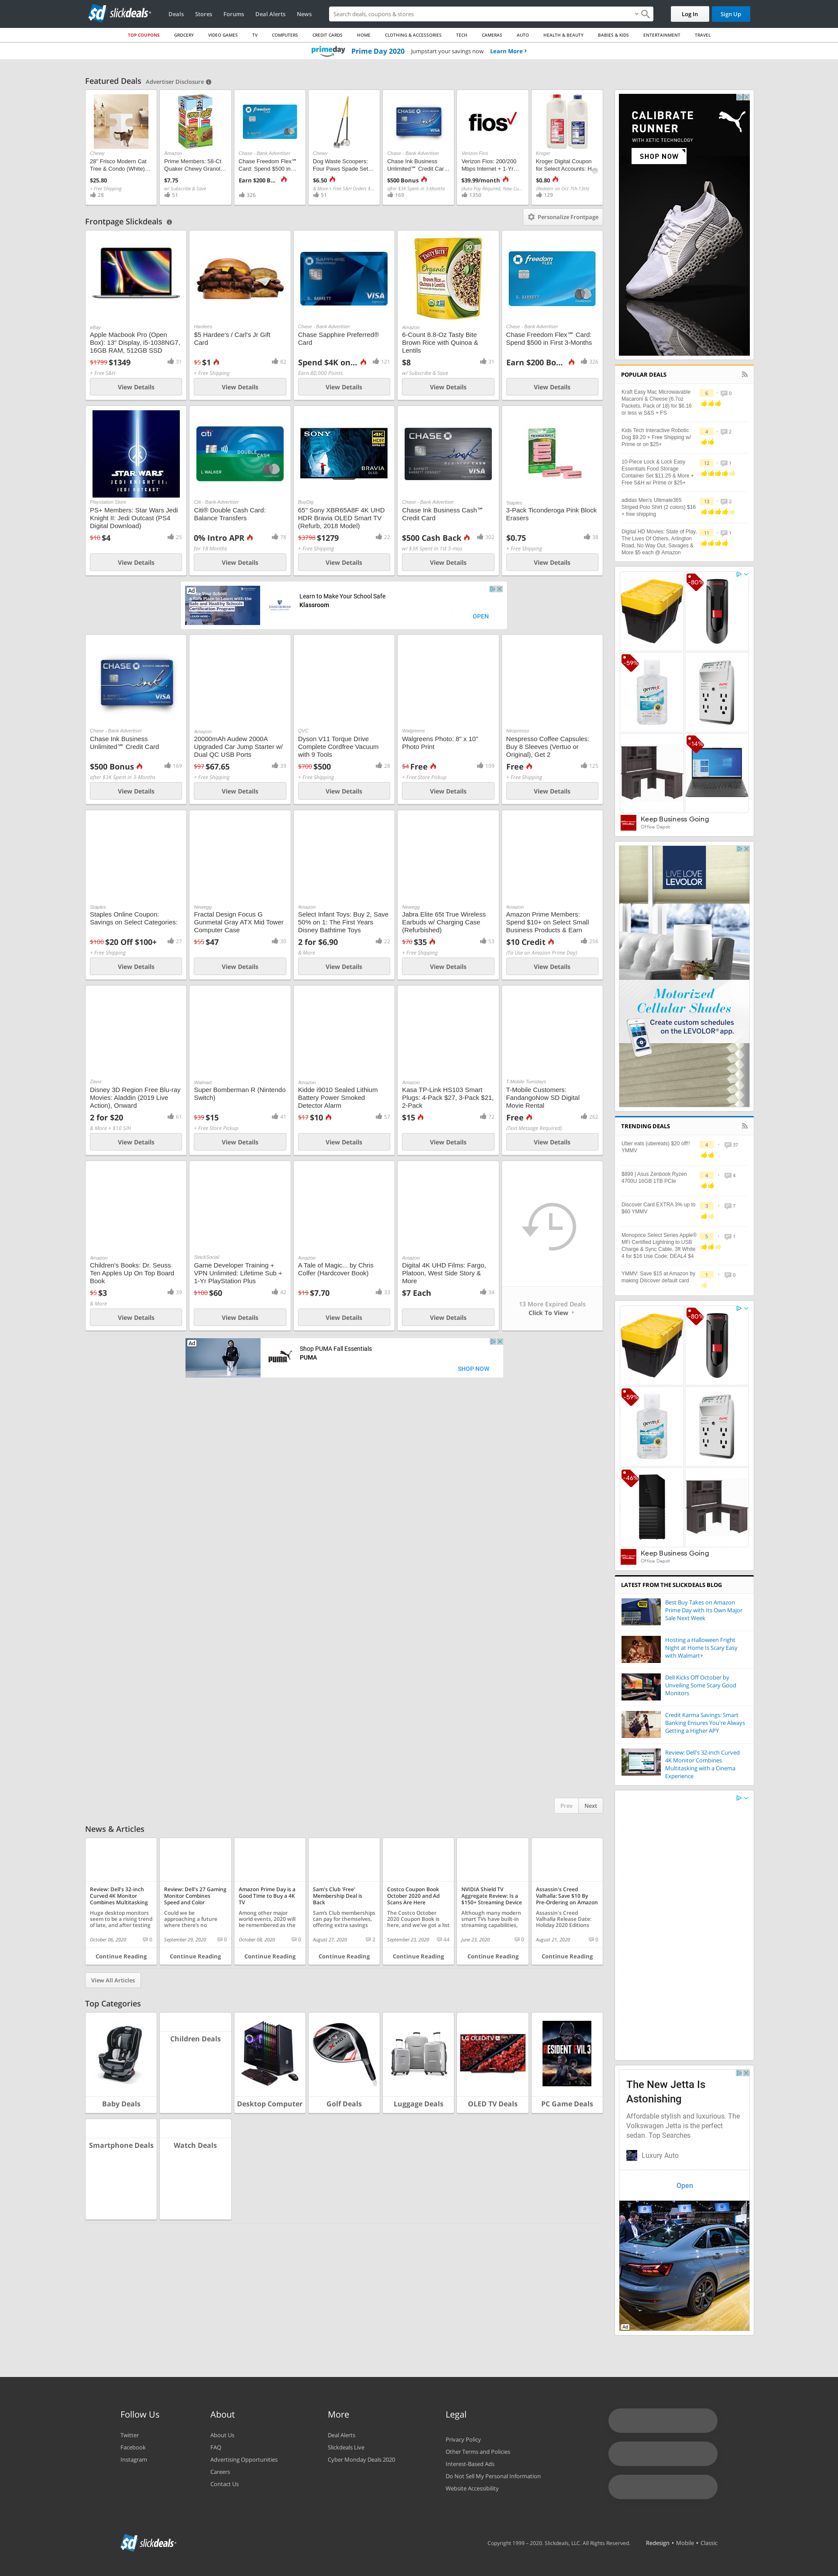 slickdeals
Deals
Stores
Forums
Deal Alerts
News
Search deals, coupons & stores
Log In
Sign Up
TOP COUPONS
GROCERY
VIDEO GAMES
TV
COMPUTERS
CREDIT CARDS
HOME
CLOTHING & ACCESSORIES
TECH
CAMERAS
AUTO
HEALTH & BEAUTY
BABIES & KIDS
ENTERTAINMENT
TRAVEL
prime day
Prime Day 2020
Jumpstart your savings now
Learn More
Featured Deals
Advertiser Disclosure
Chewy
28" Frisco Modern Cat
Tree & Condo (White)...
$25.80
+ Free Shipping
28
Amazon
Prime Members: 58-Ct
Quaker Chewy Granol...
$7.75
w/ Subscribe & Save
51
Chase - Bank Advertiser
Chase Freedom Flex℠
Card: Spend $500 in...
Earn $200 B...
326
Chewy
Dog Waste Scoopers:
Four Paws Spade Set...
$6.50
& More + Free S&H Orders $...
51
Chase - Bank Advertiser
Chase Ink Business
Unlimited℠ Credit Car...
$500 Bonus
after $3K Spent in 3-Months
169
Verizon Fios
Verizon Fios: 200/200
Mbps Internet + 1-Yr...
$39.99/month
(Auto Pay Required, New Cu...
1350
Kroger
Kroger Digital Coupon
for Select Accounts: H...
$0.80
(Redeem on Oct 7th-13th)
129
Frontpage Slickdeals
Personalize Frontpage
eBay
Apple Macbook Pro (Open
Box): 13" Display, i5-1038NG7,
16GB RAM, 512GB SSD
$1799 $1349
31
+ Free S&H
View Details
Hardees
$5 Hardee's / Carl's Jr Gift
Card
$5 $1
82
+ Free Shipping
View Details
Chase - Bank Advertiser
Chase Sapphire Preferred®
Card
Spend $4K on...
121
Earn 80,000 Points
View Details
Amazon
6-Count 8.8-Oz Tasty Bite
Brown Rice with Quinoa &
Lentils
$8
31
w/ Subscribe & Save
View Details
Chase - Bank Advertiser
Chase Freedom Flex℠ Card:
Spend $500 in First 3-Months
Earn $200 Bo...
326
View Details
Playstation Store
PS+ Members: Star Wars Jedi
Knight II: Jedi Outcast (PS4
Digital Download)
$10 $4
25
View Details
Citi - Bank Advertiser
Citi® Double Cash Card:
Balance Transfers
0% Intro APR
78
for 18 Months
View Details
BuyDig
65" Sony XBR65A8F 4K UHD
HDR Bravia OLED Smart TV
(Refurb, 2018 Model)
$3798 $1279
22
+ Free Shipping
View Details
Chase - Bank Advertiser
Chase Ink Business Cash℠
Credit Card
$500 Cash Back
302
w/ $3K Spent in 1st 3-mos
View Details
Staples
3-Pack Ticonderoga Pink Block
Erasers
$0.75
38
+ Free Shipping
View Details
Ad
Learn to Make Your School Safe
Klassroom
OPEN
Chase - Bank Advertiser
Chase Ink Business
Unlimited℠ Credit Card
$500 Bonus
169
after $3K Spent in 3-Months
View Details
Amazon
20000mAh Audew 2000A
Upgraded Car Jump Starter w/
Dual QC USB Ports
$97 $67.65
39
+ Free Shipping
View Details
QVC
Dyson V11 Torque Drive
Complete Cordfree Vacuum
with 9 Tools
$700 $500
28
+ Free Shipping
View Details
Walgreens
Walgreens Photo: 8" x 10"
Photo Print
$4 Free
109
+ Free Store Pickup
View Details
Nespresso
Nespresso Coffee Capsules:
Buy 8 Sleeves (Vertuo or
Original), Get 2
Free
125
+ Free Shipping
View Details
Staples
Staples Online Coupon:
Savings on Select Categories:
$100 $20 Off $100+
27
+ Free Shipping
View Details
Newegg
Fractal Design Focus G
Gunmetal Gray ATX Mid Tower
Computer Case
$55 $47
30
View Details
Amazon
Select Infant Toys: Buy 2, Save
50% on 1: The First Years
Disney Bathtime Toys
2 for $6.90
22
& More
View Details
Newegg
Jabra Elite 65t True Wireless
Earbuds w/ Charging Case
(Refurbished)
$70 $35
53
+ Free Shipping
View Details
Amazon
Amazon Prime Members:
Spend $10+ on Select Small
Business Products & Earn
$10 Credit
256
(To Use on Amazon Prime Day)
View Details
Zavvi
Disney 3D Region Free Blu-ray
Movies: Aladdin (2019 Live
Action), Onward
2 for $20
61
& More + $10 S/H
View Details
Walmart
Super Bomberman R (Nintendo
Switch)
$39 $15
41
+ Free Store Pickup
View Details
Amazon
Kidde i9010 Sealed Lithium
Battery Power Smoked
Detector Alarm
$17 $10
57
View Details
Amazon
Kasa TP-Link HS103 Smart
Plugs: 4-Pack $27, 3-Pack $21,
2-Pack
$15
72
View Details
T-Mobile Tuesdays
T-Mobile Customers:
FandangoNow SD Digital
Movie Rental
Free
262
(Text Message Required)
View Details
Amazon
Children's Books: Dr. Seuss
Ten Apples Up On Top Board
Book
$5 $3
39
& More
View Details
StackSocial
Game Developer Training +
VPN Unlimited: Lifetime Sub +
1-Yr PlayStation Plus
$100 $60
42
View Details
Amazon
A Tale of Magic... by Chris
Colfer (Hardcover Book)
$19 $7.70
33
View Details
Amazon
Digital 4K UHD Films: Fargo,
Platoon, West Side Story &
More
$7 Each
34
View Details
13 More Expired Deals
Click To View
Ad
Shop PUMA Fall Essentials
PUMA
SHOP NOW
Prev
Next
News & Articles
Review: Dell's 32-inch
Curved 4K Monitor
Combines Multitasking
Huge desktop monitors
seem to be a rising trend
of late, and after testing
October 06, 2020
0
Continue Reading
Review: Dell's 27 Gaming
Monitor Combines
Speed and Color
Could we be
approaching a future
where there's no
September 29, 2020
0
Continue Reading
Amazon Prime Day is a
Good Time to Buy a 4K
TV
Among other major
world events, 2020 will
be remembered as the
October 08, 2020
0
Continue Reading
Sam's Club 'Free'
Membership Deal is
Back
Sam's Club memberships
can pay for themselves,
offering extra savings
August 27, 2020
2
Continue Reading
Costco Coupon Book
October 2020 and Ad
Scans Are Here
The Costco October
2020 Coupon Book is
here, and we've got a list
September 23, 2020
44
Continue Reading
NVIDIA Shield TV
Aggregate Review: Is a
$150+ Streaming Device
Although many modern
smart TVs have built-in
streaming capabilities,
June 23, 2020
0
Continue Reading
Assassin's Creed
Valhalla: Save $10 By
Pre-Ordering on Amazon
Assassin's Creed
Valhalla Release Date:
Holiday 2020 Editions
August 21, 2020
0
Continue Reading
View All Articles
Top Categories
Baby Deals
Children Deals
Desktop Computer
Golf Deals
Luggage Deals
OLED TV Deals
PC Game Deals
Smartphone Deals
Watch Deals
CALIBRATE
RUNNER
WITH XETIC TECHNOLOGY
SHOP NOW
POPULAR DEALS
Kraft Easy Mac Microwavable
Macaroni & Cheese (6.7oz
Packets, Pack of 18) for $6.16
or less w S&S + FS
6
0
Kids Tech Interactive Robotic
Dog $9.20 + Free Shipping w/
Prime or on $25+
4
2
10-Piece Lock & Lock Easy
Essentials Food Storage
Container Set $11.25 & More +
Free S&H w/ Prime or $25+
12
1
adidas Men's Ultimate365
Striped Polo Shirt (2 colors) $16
+ free shipping
13
2
Digital HD Movies: State of Play,
The Lives Of Others, Arlington
Road, No Way Out, Savages &
More $5 each @ Amazon
11
1
-80%
-59%
-14%
Keep Business Going
Office Depot
LIVE LOVE
LEVOLOR
Motorized
Cellular Shades
Create custom schedules
on the LEVOLOR® app.
TRENDING DEALS
Uber eats (ubereats) $20 off!!
YMMV
4
37
$899 | Asus Zenbook Ryzen
4700U 16GB 1TB PCIe
4
4
Discover Card EXTRA 3% up to
$60 YMMV
3
7
Monoprice Select Series Apple®
MFi Certified Lightning to USB
Charge & Sync Cable, 3ft White
4 for $16 Use Code: DEAL4 $4
5
7
YMMV: Save $15 at Amazon by
making Discover default card
1
0
-80%
-59%
-46%
Keep Business Going
Office Depot
LATEST FROM THE SLICKDEALS BLOG
Best Buy Takes on Amazon
Prime Day with Its Own Major
Sale Next Week
Hosting a Halloween Fright
Night at Home Is Scary Easy
with Walmart+
Dell Kicks Off October by
Unveiling Some Scary Good
Monitors
Credit Karma Savings: Smart
Banking Ensures You're Always
Getting a Higher APY
Review: Dell's 32-inch Curved
4K Monitor Combines
Multitasking with a Cinema
Experience
The New Jetta Is
Astonishing
Affordable stylish and luxurious. The
Volkswagen Jetta is the perfect
sedan. Top Searches
Luxury Auto
Open
Ad
Follow Us
Twitter
Facebook
Instagram
About
About Us
FAQ
Advertising Opportunities
Careers
Contact Us
More
Deal Alerts
Slickdeals Live
Cyber Monday Deals 2020
Legal
Privacy Policy
Other Terms and Policies
Interest-Based Ads
Do Not Sell My Personal Information
Website Accessibility
slickdeals
Copyright 1999 – 2020. Slickdeals, LLC. All Rights Reserved.
Redesign • Mobile • Classic